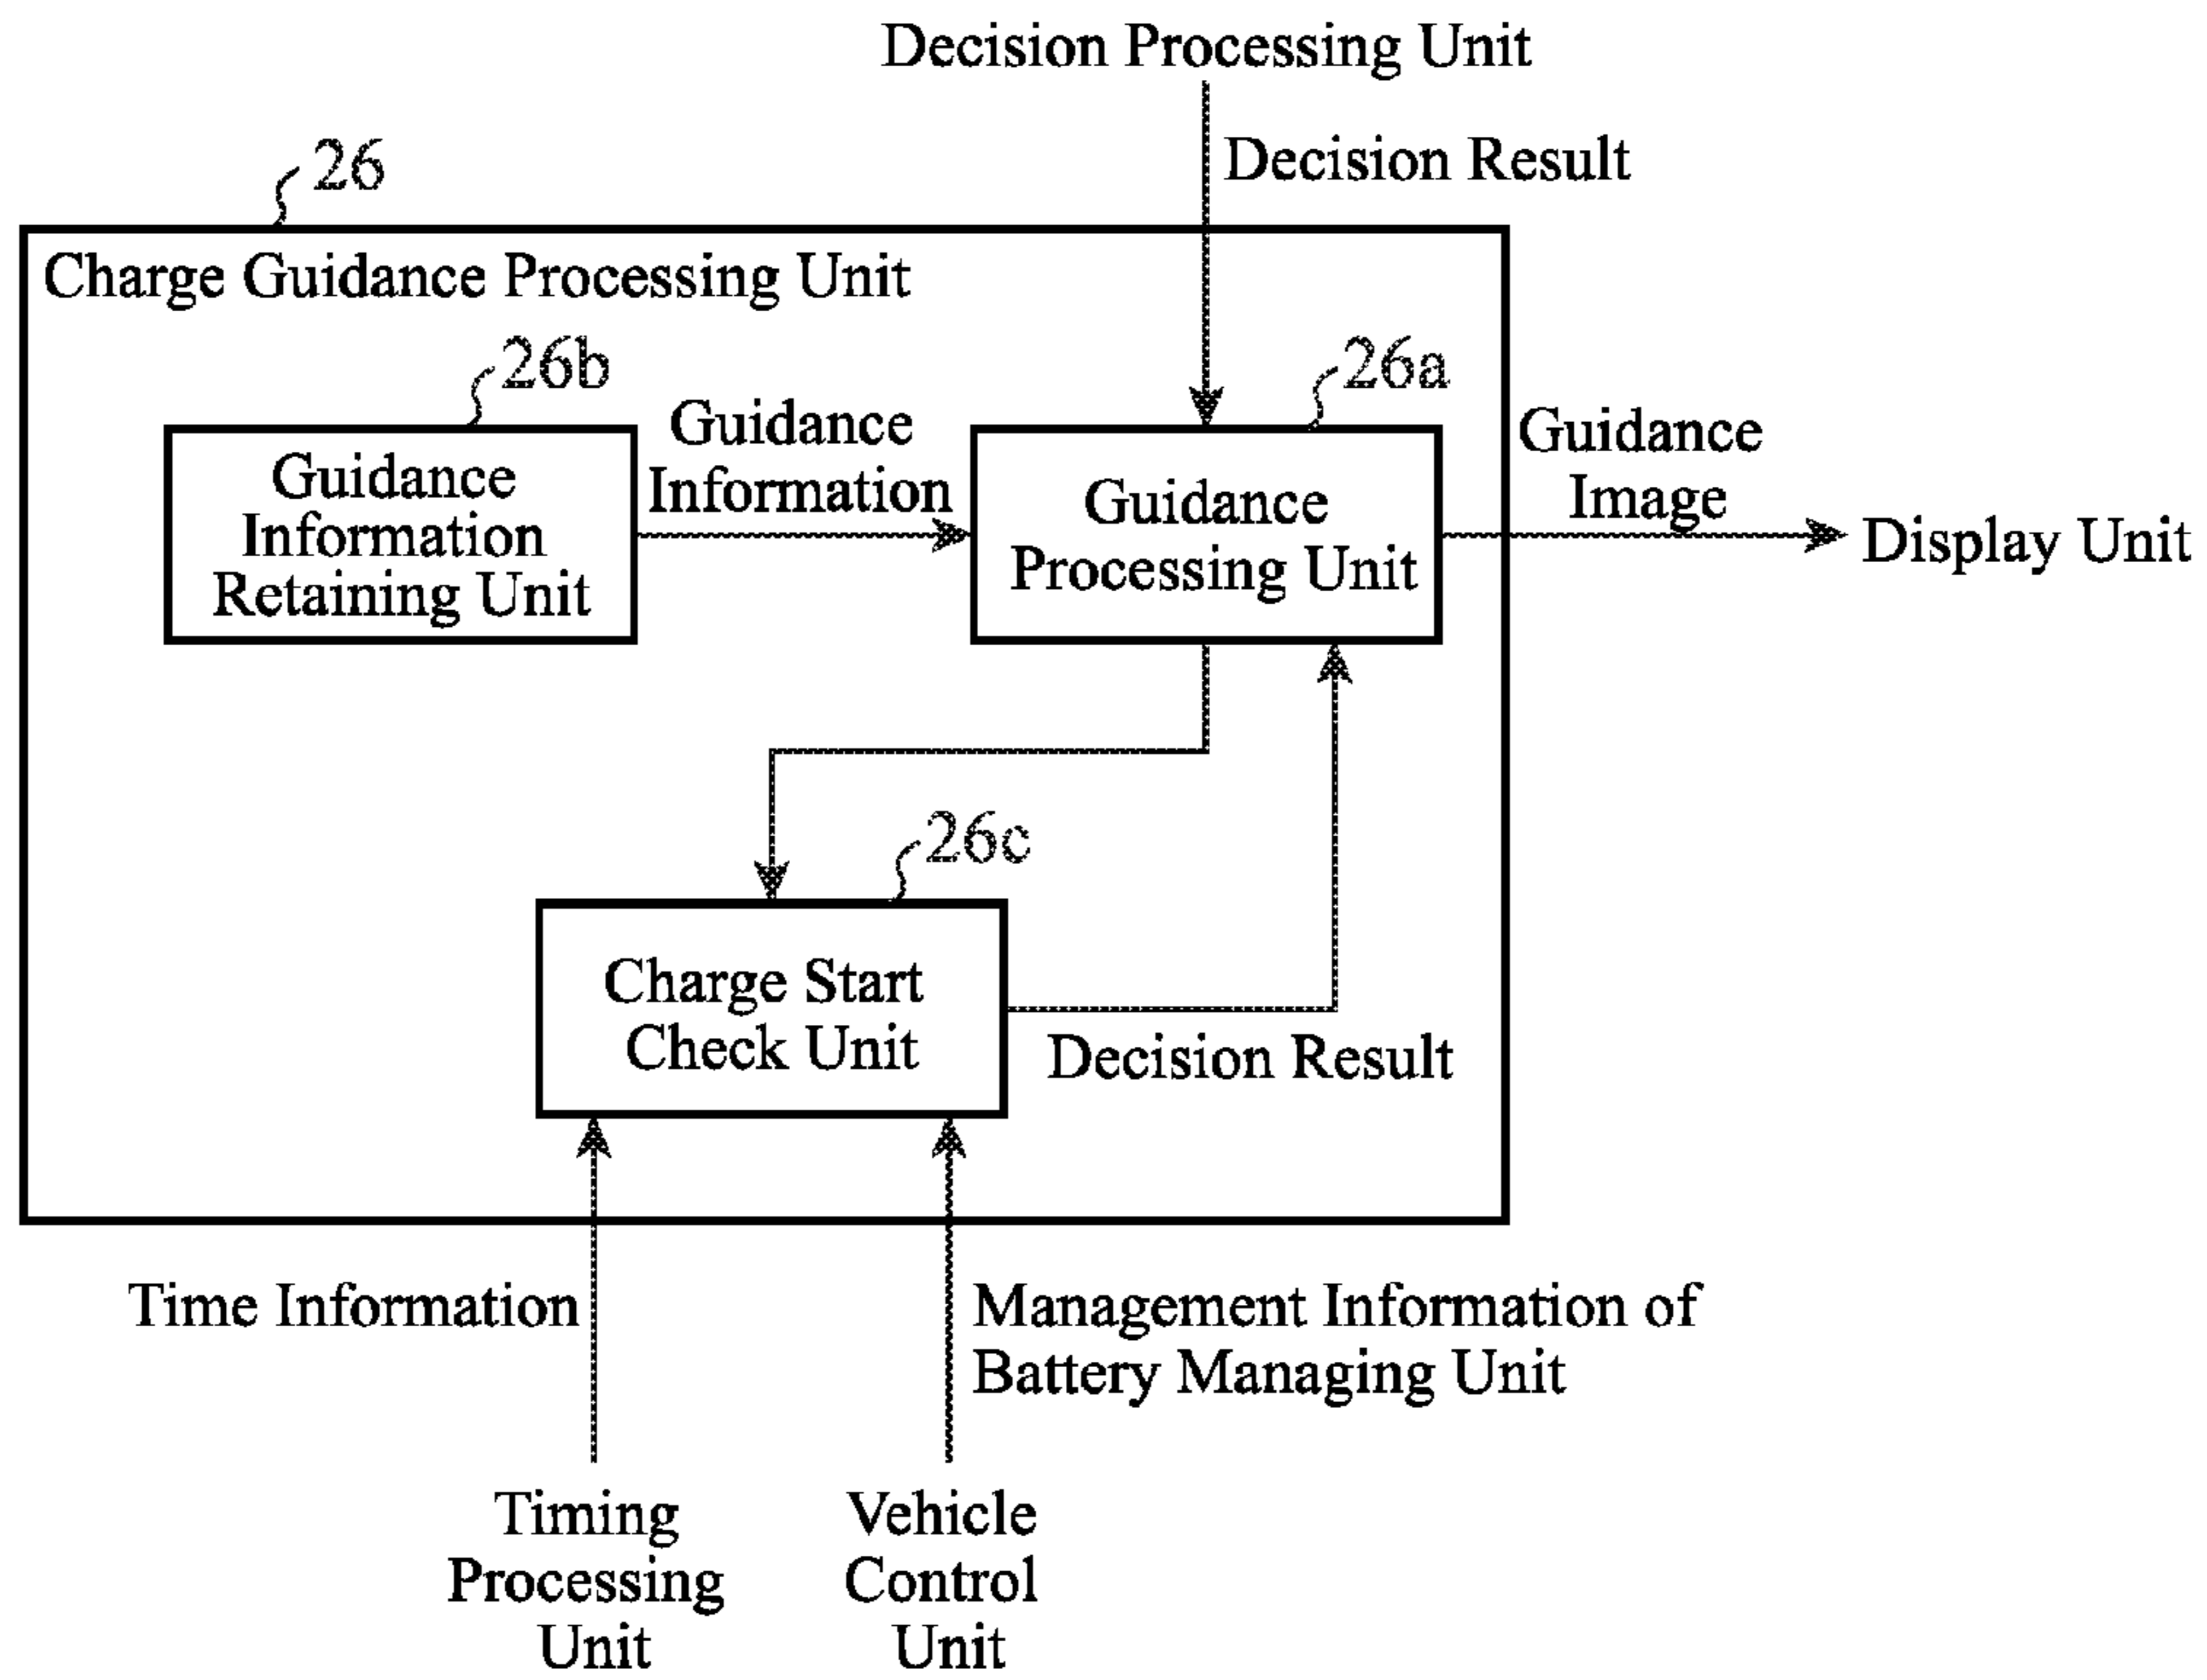 Decision Processing Unit
Decision Result
26
Charge Guidance Processing Unit
26b
26a
Guidance
Information
Guidance
Image
Guidance
Information
Retaining Unit
Guidance
Processing Unit
Display Unit
26c
Charge Start
Check Unit
Decision Result
Time Information
Management Information of
Battery Managing Unit
Timing
Processing
Unit
Vehicle
Control
Unit